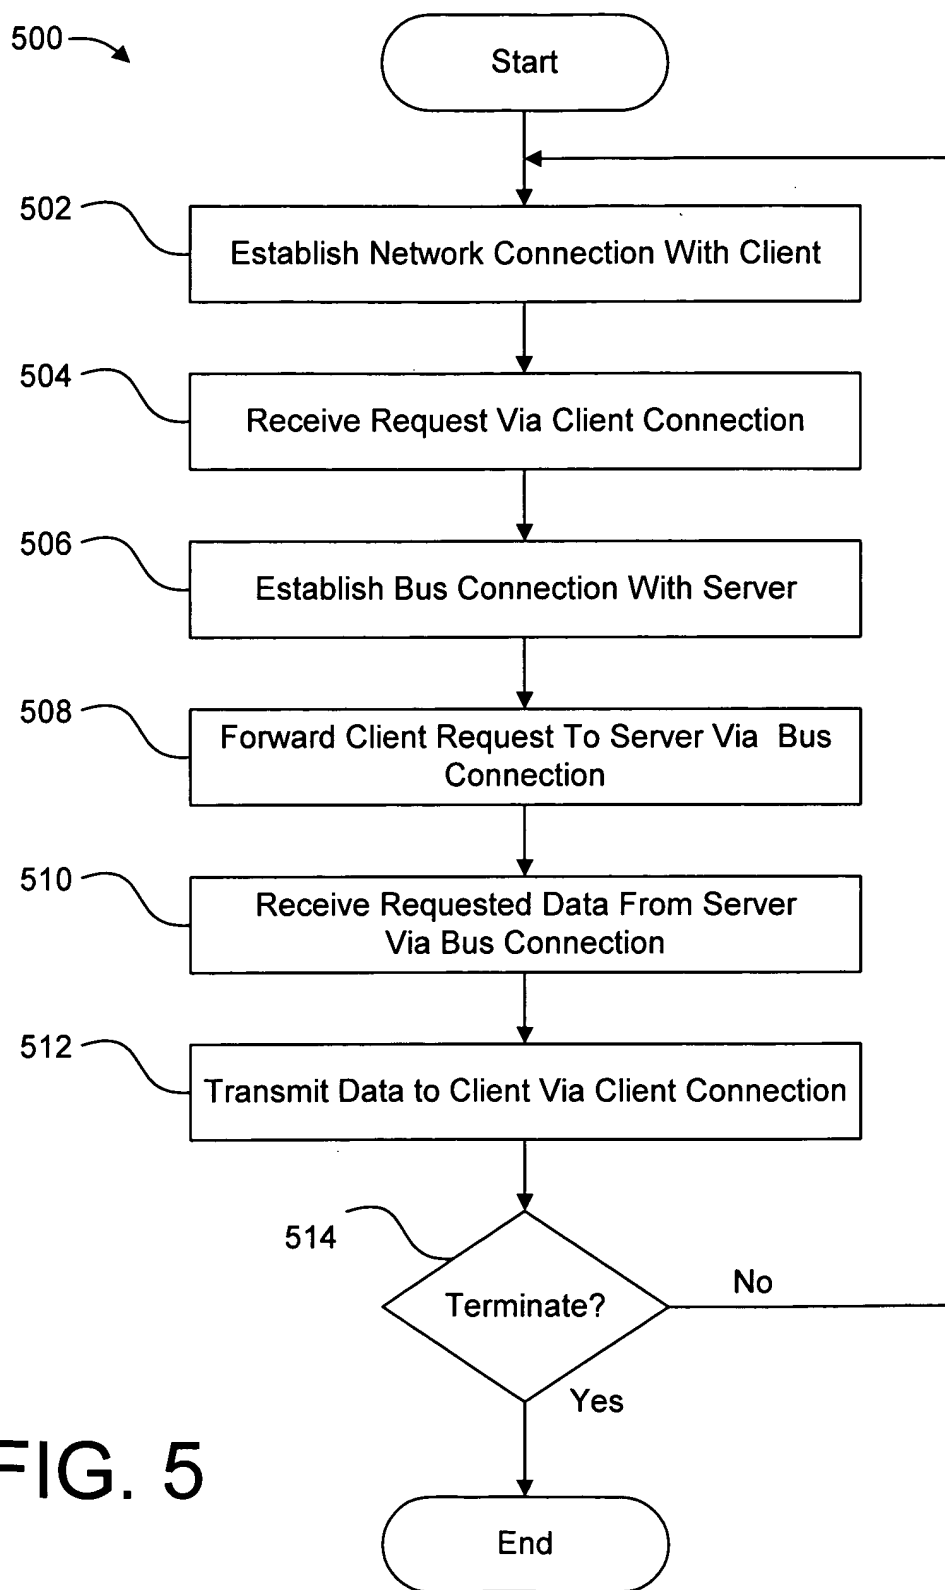 500
Start
502
Establish Network Connection With Client
504
Receive Request Via Client Connection
506
Establish Bus Connection With Server
508
Forward Client Request To Server Via Bus
Connection
510
Receive Requested Data From Server
Via Bus Connection
512
Transmit Data to Client Via Client Connection
514
Terminate?
No
Yes
FIG. 5
End